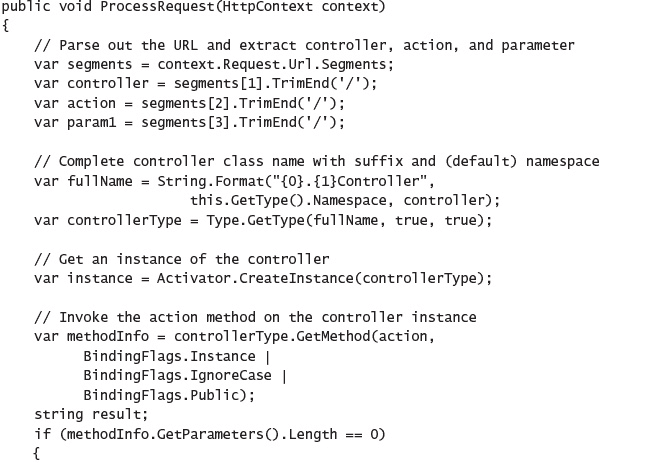 public void ProcessRequest(HttpContext context)
{
// Parse out the URL and extract controller, action, and parameter
var segments = context.Request.Url.Segments;
var controller = segments[1].TrimEnd('/');
var action = segments[2].TrimEnd('/');
var param1 = segments[3].TrimEnd('/');
// Complete controller class name with suffix and (default) namespace
var fullName = String.Format("{0}.{1}Controller",
this.GetType().Namespace, controller);
var controllerType = Type.GetType(fullName, true, true);
// Get an instance of the controller
var instance = Activator.CreateInstance(controllerType);
// Invoke the action method on the controller instance
var methodInfo = controllerType.GetMethod(action,
BindingFlags.Instance |
BindingFlags.IgnoreCase |
BindingFlags.Public);
string result;
if (methodInfo.GetParameters().Length == 0)
{